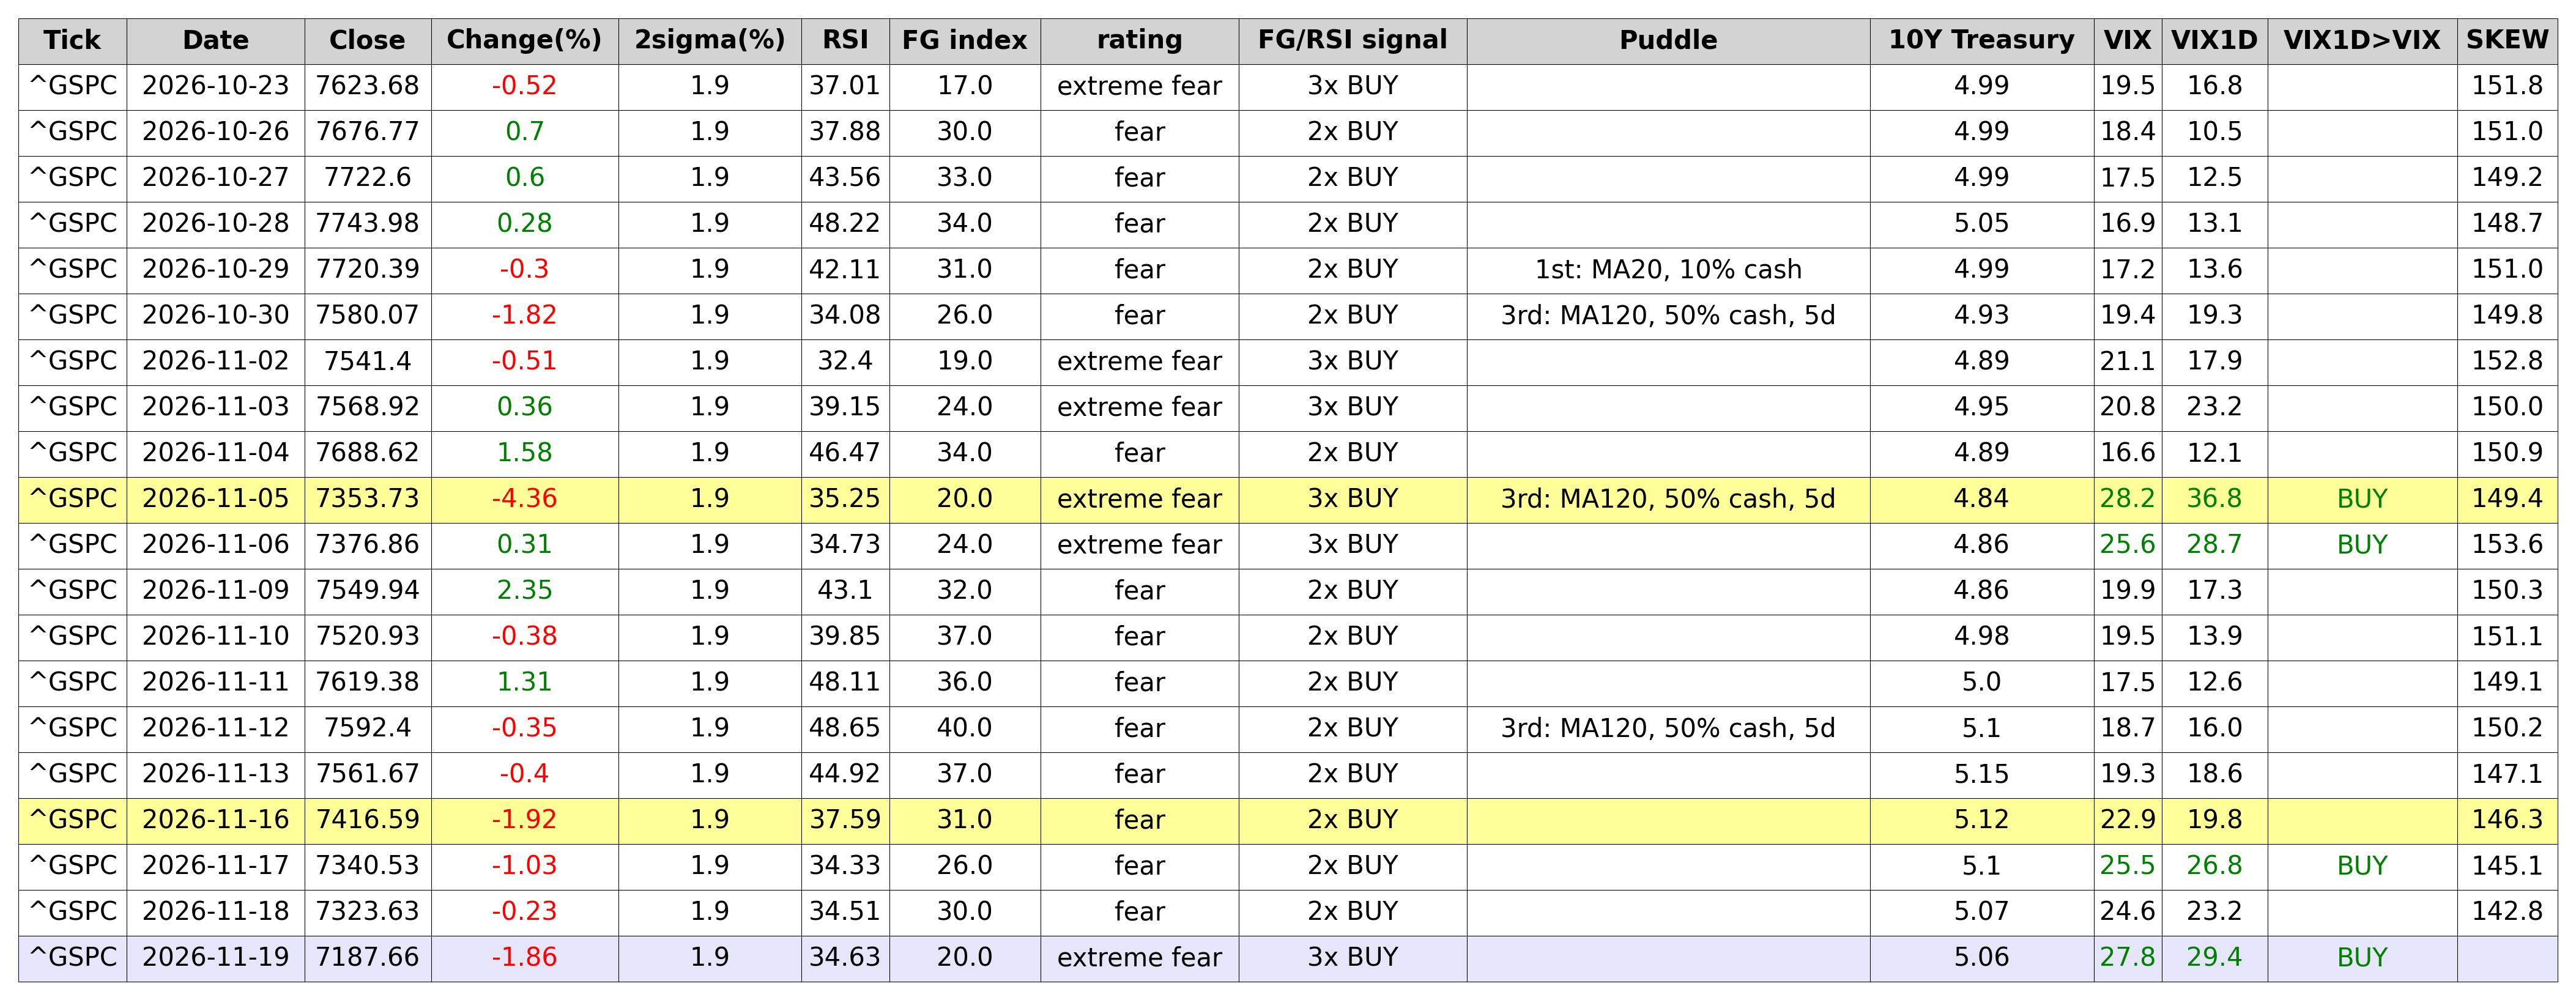 Tick Date Close Change(%) 2sigma(%) RSI FG index rating FG/RSI signal Puddle 10Y Treasury VIX VIX1D VIX1D>VIX SKEW
^GSPC 2026-10-23 7623.68 -0.52 1.9 37.01 17.0 extreme fear 3x BUY 4.99 19.5 16.8 151.8
^GSPC 2026-10-26 7676.77 0.7 1.9 37.88 30.0 fear 2x BUY 4.99 18.4 10.5 151.0
^GSPC 2026-10-27 7722.6 0.6 1.9 43.56 33.0 fear 2x BUY 4.99 17.5 12.5 149.2
^GSPC 2026-10-28 7743.98 0.28 1.9 48.22 34.0 fear 2x BUY 5.05 16.9 13.1 148.7
^GSPC 2026-10-29 7720.39 -0.3 1.9 42.11 31.0 fear 2x BUY 1st: MA20, 10% cash 4.99 17.2 13.6 151.0
^GSPC 2026-10-30 7580.07 -1.82 1.9 34.08 26.0 fear 2x BUY 3rd: MA120, 50% cash, 5d 4.93 19.4 19.3 149.8
^GSPC 2026-11-02 7541.4 -0.51 1.9 32.4 19.0 extreme fear 3x BUY 4.89 21.1 17.9 152.8
^GSPC 2026-11-03 7568.92 0.36 1.9 39.15 24.0 extreme fear 3x BUY 4.95 20.8 23.2 150.0
^GSPC 2026-11-04 7688.62 1.58 1.9 46.47 34.0 fear 2x BUY 4.89 16.6 12.1 150.9
^GSPC 2026-11-05 7353.73 -4.36 1.9 35.25 20.0 extreme fear 3x BUY 3rd: MA120, 50% cash, 5d 4.84 28.2 36.8 BUY 149.4
^GSPC 2026-11-06 7376.86 0.31 1.9 34.73 24.0 extreme fear 3x BUY 4.86 25.6 28.7 BUY 153.6
^GSPC 2026-11-09 7549.94 2.35 1.9 43.1 32.0 fear 2x BUY 4.86 19.9 17.3 150.3
^GSPC 2026-11-10 7520.93 -0.38 1.9 39.85 37.0 fear 2x BUY 4.98 19.5 13.9 151.1
^GSPC 2026-11-11 7619.38 1.31 1.9 48.11 36.0 fear 2x BUY 5.0 17.5 12.6 149.1
^GSPC 2026-11-12 7592.4 -0.35 1.9 48.65 40.0 fear 2x BUY 3rd: MA120, 50% cash, 5d 5.1 18.7 16.0 150.2
^GSPC 2026-11-13 7561.67 -0.4 1.9 44.92 37.0 fear 2x BUY 5.15 19.3 18.6 147.1
^GSPC 2026-11-16 7416.59 -1.92 1.9 37.59 31.0 fear 2x BUY 5.12 22.9 19.8 146.3
^GSPC 2026-11-17 7340.53 -1.03 1.9 34.33 26.0 fear 2x BUY 5.1 25.5 26.8 BUY 145.1
^GSPC 2026-11-18 7323.63 -0.23 1.9 34.51 30.0 fear 2x BUY 5.07 24.6 23.2 142.8
^GSPC 2026-11-19 7187.66 -1.86 1.9 34.63 20.0 extreme fear 3x BUY 5.06 27.8 29.4 BUY